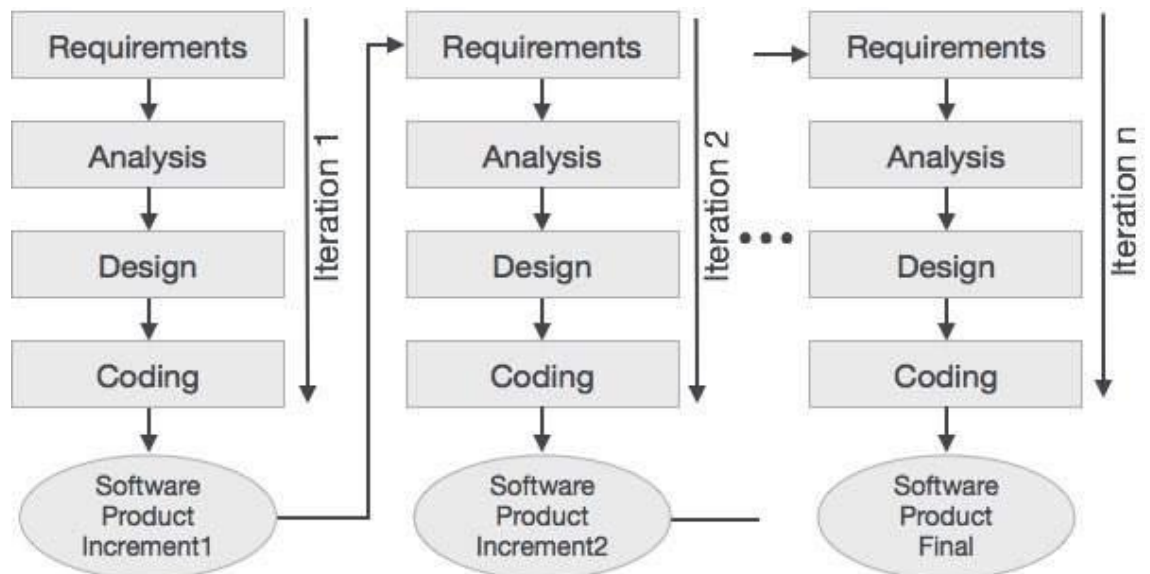 Requirements
Analysis
Design
Coding
Software
Product
Increment1
Iteration 1
Requirements
Analysis
Design
Coding
Software
Product
Increment2
Iteration 2
...
Requirements
Analysis
Design
Coding
Software
Product
Final
Iteration n